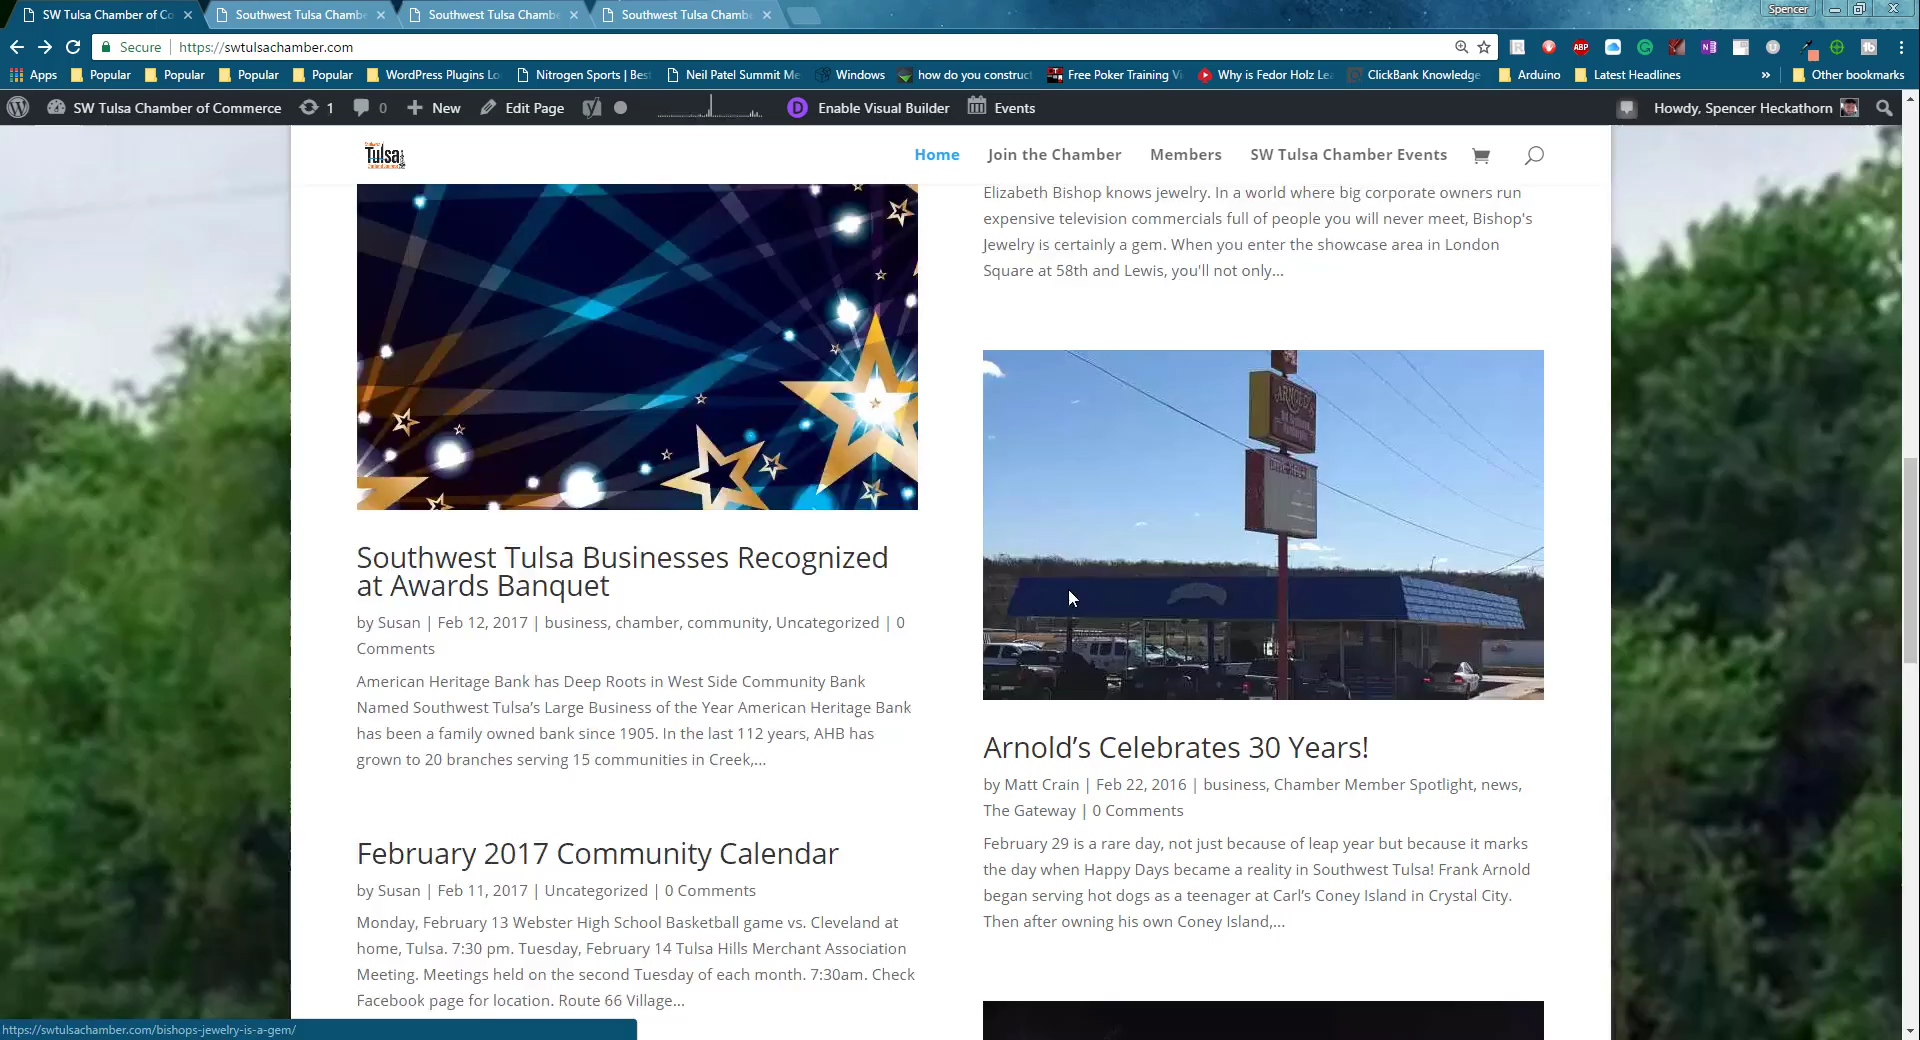 SW Tulsa Chamber of Co
Southwest Tulsa Chambe
Southwest Tulsa Chambe
Southwest Tulsa Chambe
Spencer
Secure
https://swtulsachamber.com
Apps
Popular
Popular
Popular
Popular
WordPress Plugins Lo
Nitrogen Sports | Best
Neil Patel Summit Me
Windows
how do you construct
Free Poker Training Vi
Why is Fedor Holz Lea
ClickBank Knowledge
Arduino
Latest Headlines
»
Other bookmarks
SW Tulsa Chamber of Commerce
1
0
New
Edit Page
Enable Visual Builder
Events
Howdy, Spencer Heckathorn
Tulsa
Home
Join the Chamber
Members
SW Tulsa Chamber Events
Southwest Tulsa Businesses Recognized
at Awards Banquet
by Susan | Feb 12, 2017 | business, chamber, community, Uncategorized | 0
Comments
American Heritage Bank has Deep Roots in West Side Community Bank
Named Southwest Tulsa’s Large Business of the Year American Heritage Bank
has been a family owned bank since 1905. In the last 112 years, AHB has
grown to 20 branches serving 15 communities in Creek,...
February 2017 Community Calendar
by Susan | Feb 11, 2017 | Uncategorized | 0 Comments
Monday, February 13 Webster High School Basketball game vs. Cleveland at
home, Tulsa. 7:30 pm. Tuesday, February 14 Tulsa Hills Merchant Association
Meeting. Meetings held on the second Tuesday of each month. 7:30am. Check
Facebook page for location. Route 66 Village...
Elizabeth Bishop knows jewelry. In a world where big corporate owners run
expensive television commercials full of people you will never meet, Bishop's
Jewelry is certainly a gem. When you enter the showcase area in London
Square at 58th and Lewis, you'll not only...
ARNOLD'S
Arnold’s Celebrates 30 Years!
by Matt Crain | Feb 22, 2016 | business, Chamber Member Spotlight, news,
The Gateway | 0 Comments
February 29 is a rare day, not just because of leap year but because it marks
the day when Happy Days became a reality in Southwest Tulsa! Frank Arnold
began serving hot dogs as a teenager at Carl’s Coney Island in Crystal City.
Then after owning his own Coney Island,...
https://swtulsachamber.com/bishops-jewelry-is-a-gem/